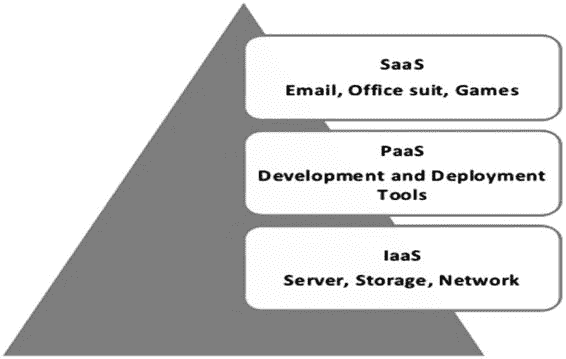 SaaS
Email, Office suit, Games
PaaS
Development and Deployment
Tools
IaaS
Server, Storage, Network